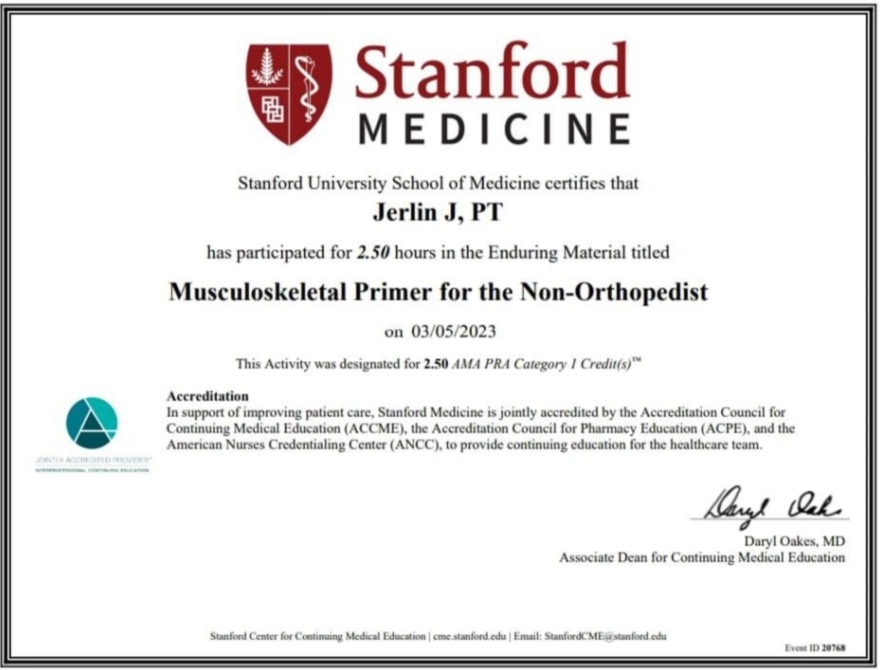 Stanford
MEDICINE
Stanford University School of Medicine certifies that
Jerlin J, PT
has participated for 2.50 hours in the Enduring Material titled
Musculoskeletal Primer for the Non-Orthopedist
on 03/05/2023
This Activity was designated for 2.50 AMA PRA Category 1 Credit(s)™
Accreditation
In support of improving patient care, Stanford Medicine is jointly accredited by the Accreditation Council for
Continuing Medical Education (ACCME), the Accreditation Council for Pharmacy Education (ACPE), and the
American Nurses Credentialing Center (ANCC), to provide continuing education for the healthcare team.
JOINTLY ACCREDITED PROVIDER™
INTERPROFESSIONAL CONTINUING EDUCATION
Daryl Oaks
Daryl Oakes, MD
Associate Dean for Continuing Medical Education
Stanford Center for Continuing Medical Education | cme.stanford.edu | Email: StanfordCME@stanford.edu
Event ID 20768